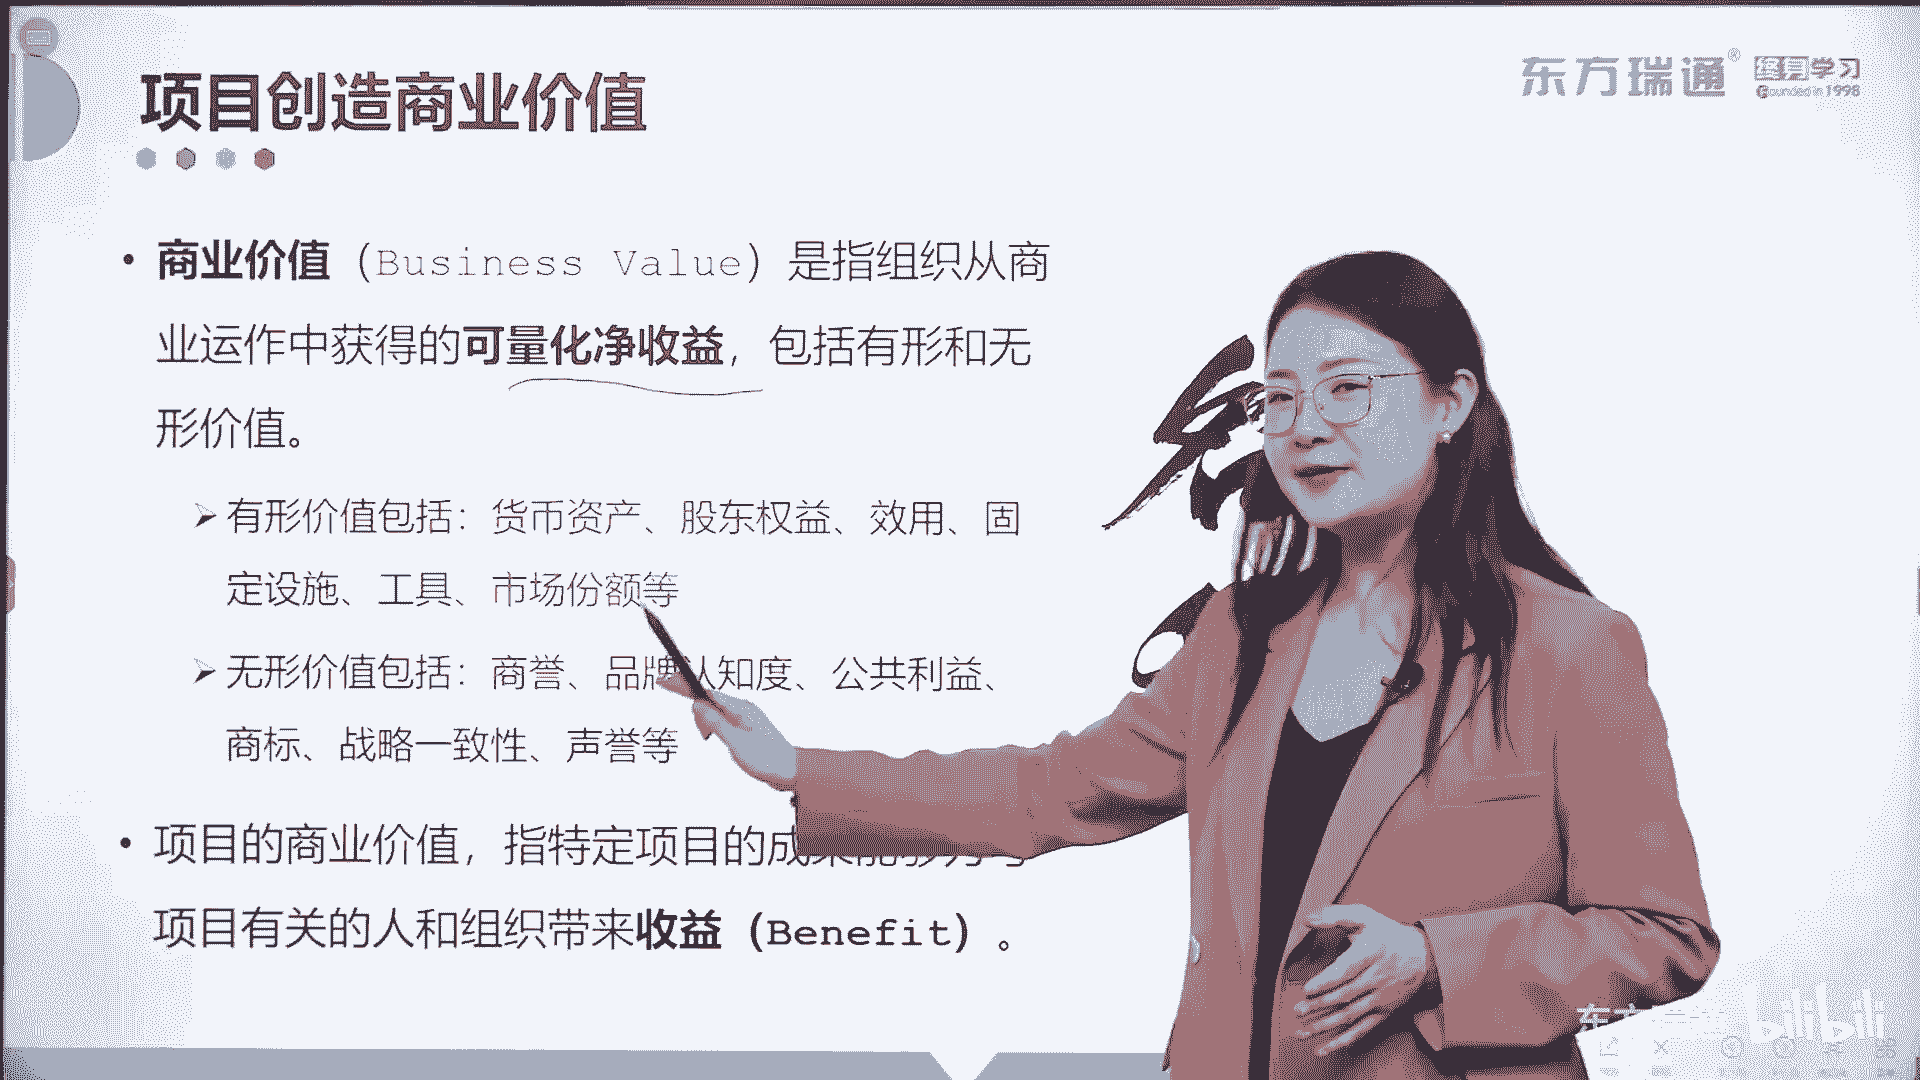 项目创造商业价值
东方瑞通®
终身学习
Founded in 1998
• 商业价值（Business Value）是指组织从商
业运作中获得的可量化净收益，包括有形和无
形价值。
➢ 有形价值包括：货币资产、股东权益、效用、固
定设施、工具、市场份额等
➢ 无形价值包括：商誉、品牌认知度、公共利益、
商标、战略一致性、声誉等
• 项目的商业价值，指特定项目的成果能够为与
项目有关的人和组织带来收益（Benefit）。
bilibili